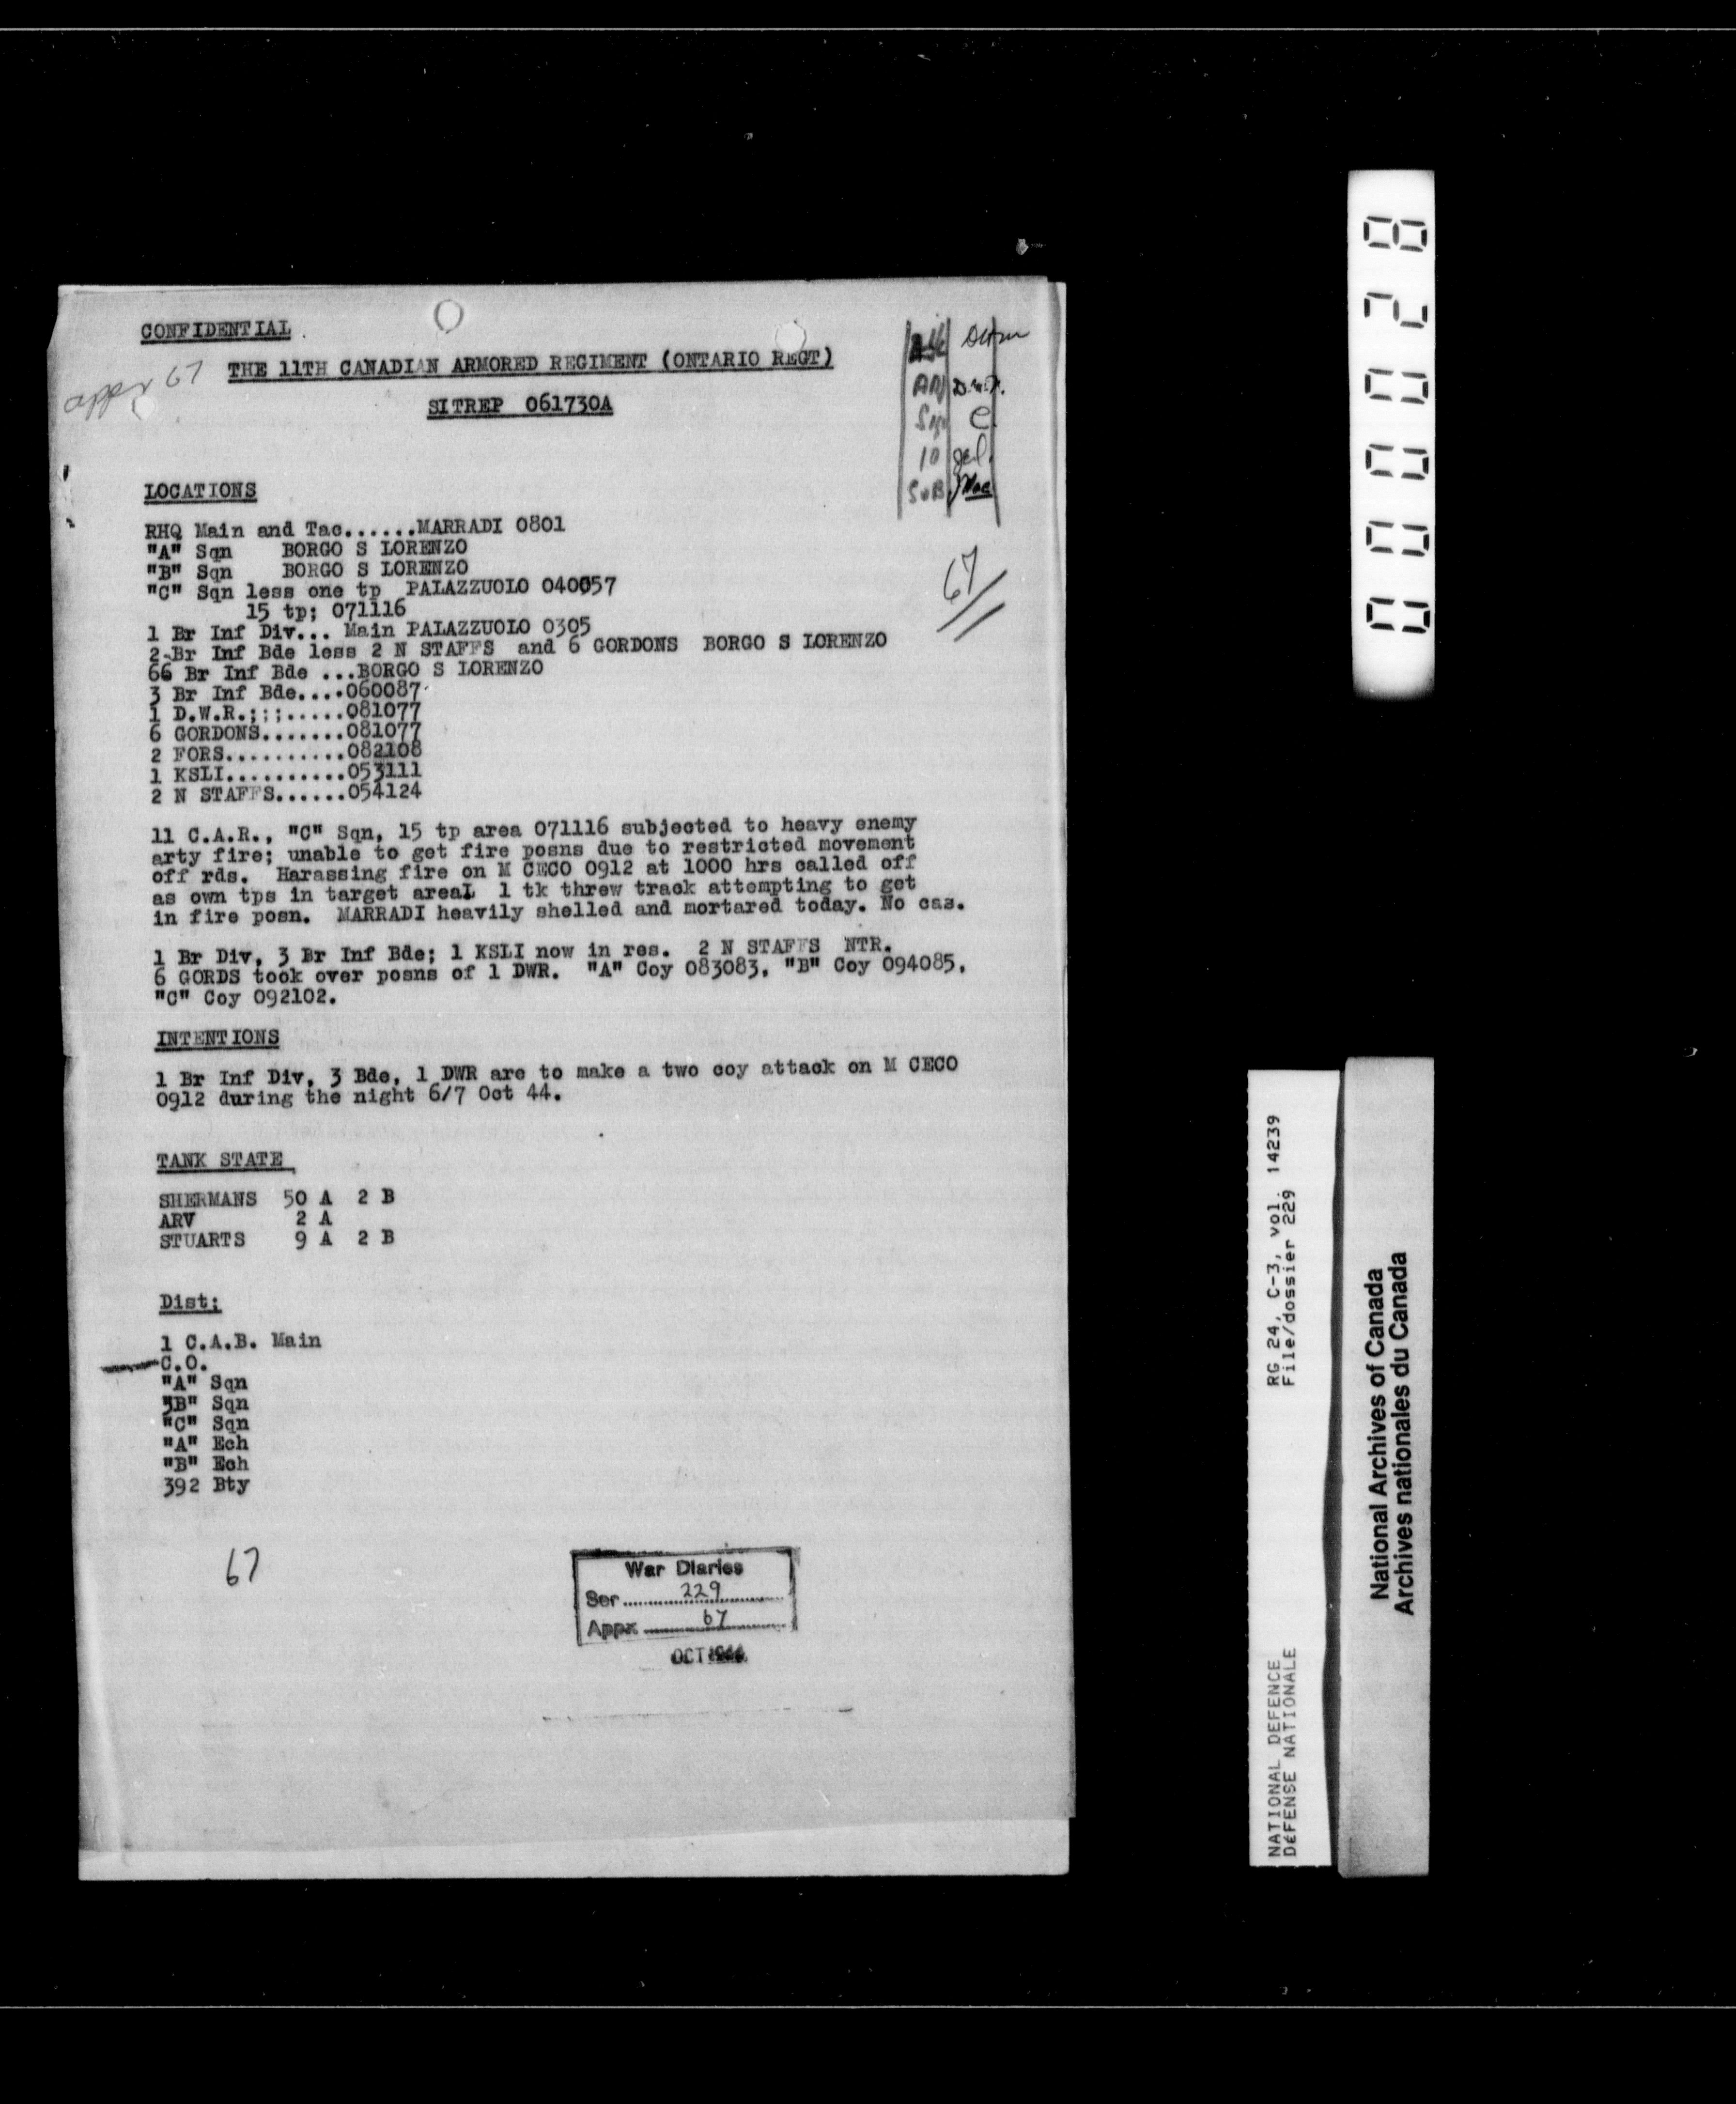 CONFIDENTIAL
appx 67
THE 11TH CANADIAN ARMORED REGIMENT (ONTARIO REGT)
SITREP 061730A
Adj D.M.
Sigs C
IO
SvB
67
LOCATIONS
RHQ Main and Tac......MARRADI 0801
"A" Sqn BORGO S LORENZO
"B" Sqn BORGO S LORENZO
"C" Sqn less one tp PALAZZUOLO 040057
15 tp; 071116
1 Br Inf Div... Main PALAZZUOLO 0305
2-Br Inf Bde less 2 N STAFFS and 6 GORDONS BORGO S LORENZO
66 Br Inf Bde ...BORGO S LORENZO
3 Br Inf Bde....060087
1 D.W.R.;;;.....081077
6 GORDONS.......081077
2 FORS..........082108
1 KSLI..........053111
2 N STAFFS......054124
11 C.A.R., "C" Sqn, 15 tp area 071116 subjected to heavy enemy
arty fire; unable to get fire posns due to restricted movement
off rds. Harassing fire on M CECO 0912 at 1000 hrs called off
as own tps in target areaL 1 tk threw track attempting to get
in fire posn. MARRADI heavily shelled and mortared today. No cas.
1 Br Div, 3 Br Inf Bde; 1 KSLI now in res. 2 N STAFFS NTR.
6 GORDS took over posns of 1 DWR. "A" Coy 083083, "B" Coy 094085,
"C" Coy 092102.
INTENTIONS
1 Br Inf Div, 3 Bde, 1 DWR are to make a two coy attack on M CECO
0912 during the night 6/7 Oct 44.
TANK STATE
SHERMANS 50 A 2 B
ARV 2 A
STUARTS 9 A 2 B
Dist:
1 C.A.B. Main
C.O.
"A" Sqn
"B" Sqn
"C" Sqn
"A" Ech
"B" Ech
392 Bty
67
War Diaries
Ser 229
Appx 67
OCT 1944
00028
RG 24, C-3, vol. 14239
File/dossier 229
NATIONAL DEFENCE
DéFENSE NATIONALE
National Archives of Canada
Archives nationales du Canada